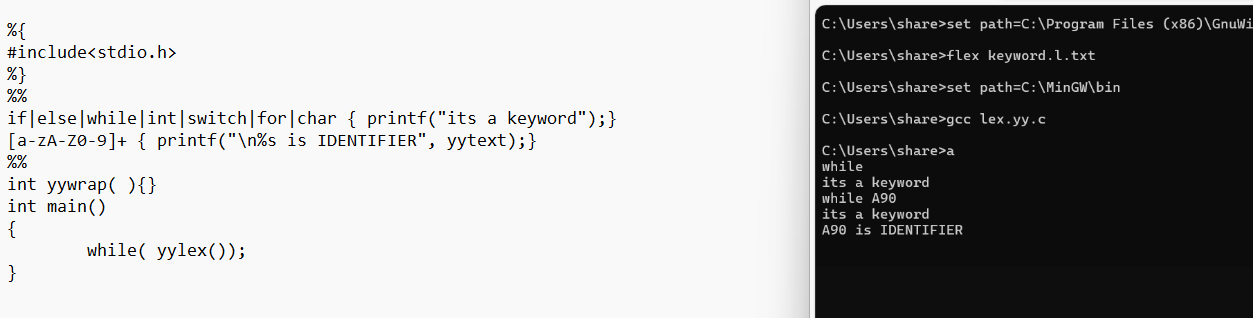 %{
#include<stdio.h>
%}
%%
if|else|while|int|switch|for|char { printf("its a keyword");}
[a-zA-Z0-9]+ { printf("\n%s is IDENTIFIER", yytext);}
%%
int yywrap( ){}
int main()
{
        while( yylex());
}
C:\Users\share>set path=C:\Program Files (x86)\GnuWi
C:\Users\share>flex keyword.l.txt
C:\Users\share>set path=C:\MinGW\bin
C:\Users\share>gcc lex.yy.c
C:\Users\share>a
while
its a keyword
while A90
its a keyword
A90 is IDENTIFIER